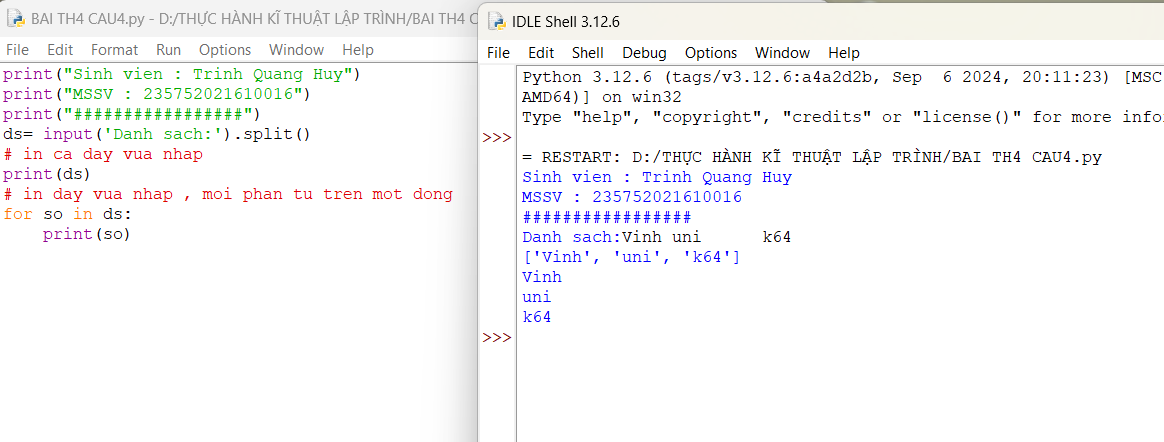 BAI TH4 CAU4.py - D:/THỰC HÀNH KĨ THUẬT LẬP TRÌNH/BAI TH4 C
File Edit Format Run Options Window Help
print("Sinh vien : Trinh Quang Huy")
print("MSSV : 235752021610016")
print("#################")
ds= input('Danh sach:').split()
# in ca day vua nhap
print(ds)
# in day vua nhap , moi phan tu tren mot dong
for so in ds:
    print(so)
IDLE Shell 3.12.6
File Edit Shell Debug Options Window Help
Python 3.12.6 (tags/v3.12.6:a4a2d2b, Sep  6 2024, 20:11:23) [MSC
AMD64)] on win32
Type "help", "copyright", "credits" or "license()" for more info
>>>
= RESTART: D:/THỰC HÀNH KĨ THUẬT LẬP TRÌNH/BAI TH4 CAU4.py
Sinh vien : Trinh Quang Huy
MSSV : 235752021610016
#################
Danh sach:Vinh uni      k64
['Vinh', 'uni', 'k64']
Vinh
uni
k64
>>>